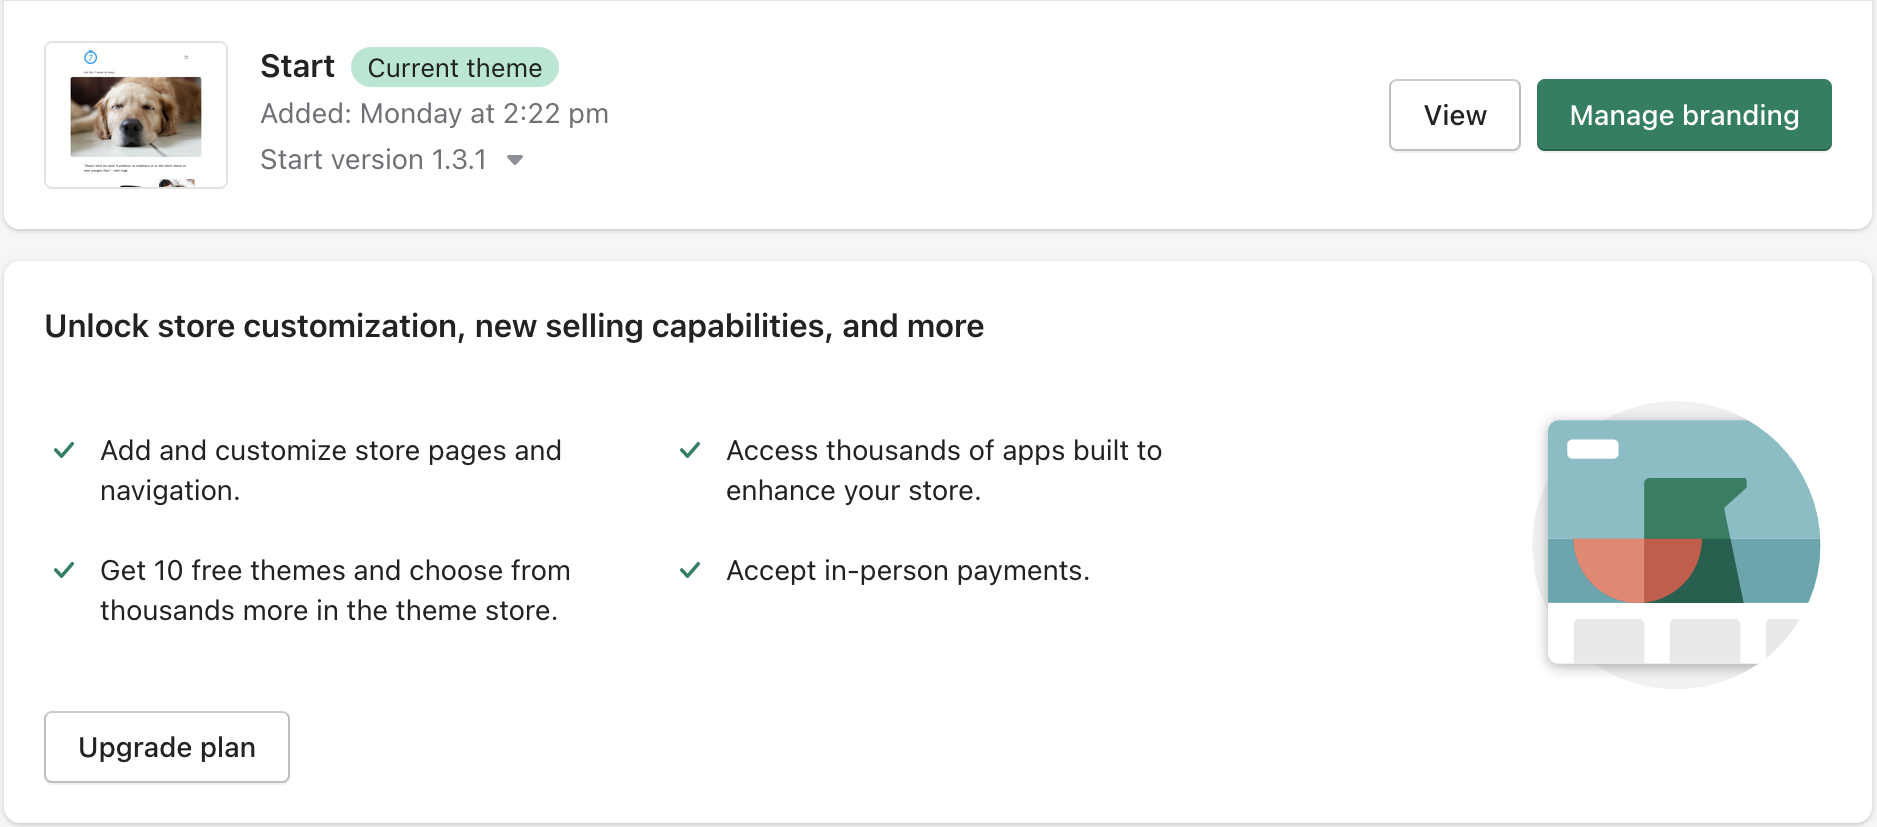 Start
Current theme
Added: Monday at 2:22 pm
Start version 1.3.1
View
Manage branding
Unlock store customization, new selling capabilities, and more
Add and customize store pages and
navigation.
Get 10 free themes and choose from
thousands more in the theme store.
Access thousands of apps built to
enhance your store.
Accept in-person payments.
Upgrade plan